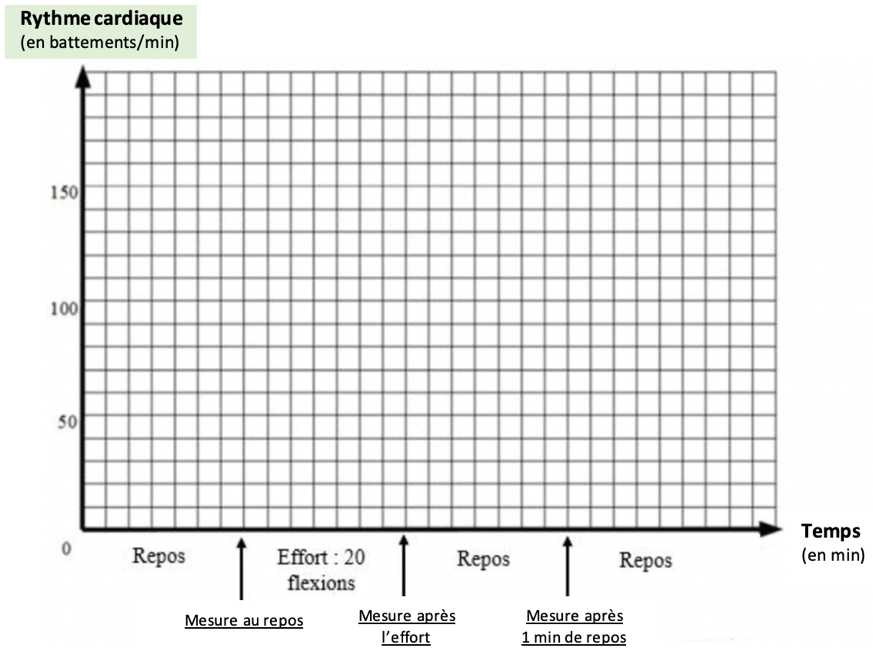 Rythme cardiaque
(en battements/min)
150
100
50
0
Temps
(en min)
Repos
Effort : 20
flexions
Repos
Repos
Mesure au repos
Mesure après
l'effort
Mesure après
1 min de repos